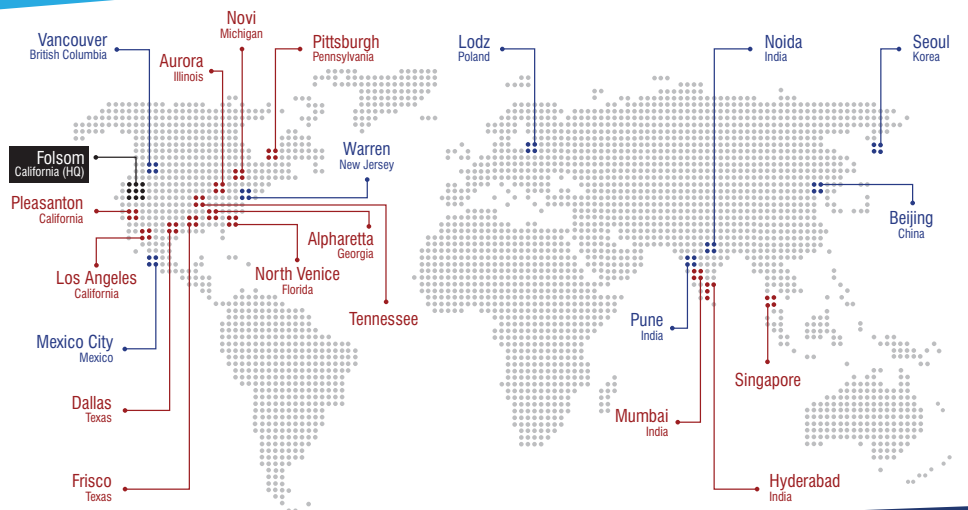 Novi
Michigan
Vancouver
British Columbia
Pittsburgh
Pennsylvania
Lodz
Poland
Noida
India
Seoul
Korea
Aurora
Illinois
Folsom
California (HQ)
Warren
New Jersey
Pleasanton
California
Beijing
China
Alpharetta
Georgia
Los Angeles
California
North Venice
Florida
Tennessee
Pune
India
Mexico City
Mexico
Singapore
Dallas
Texas
Mumbai
India
Frisco
Texas
Hyderabad
India